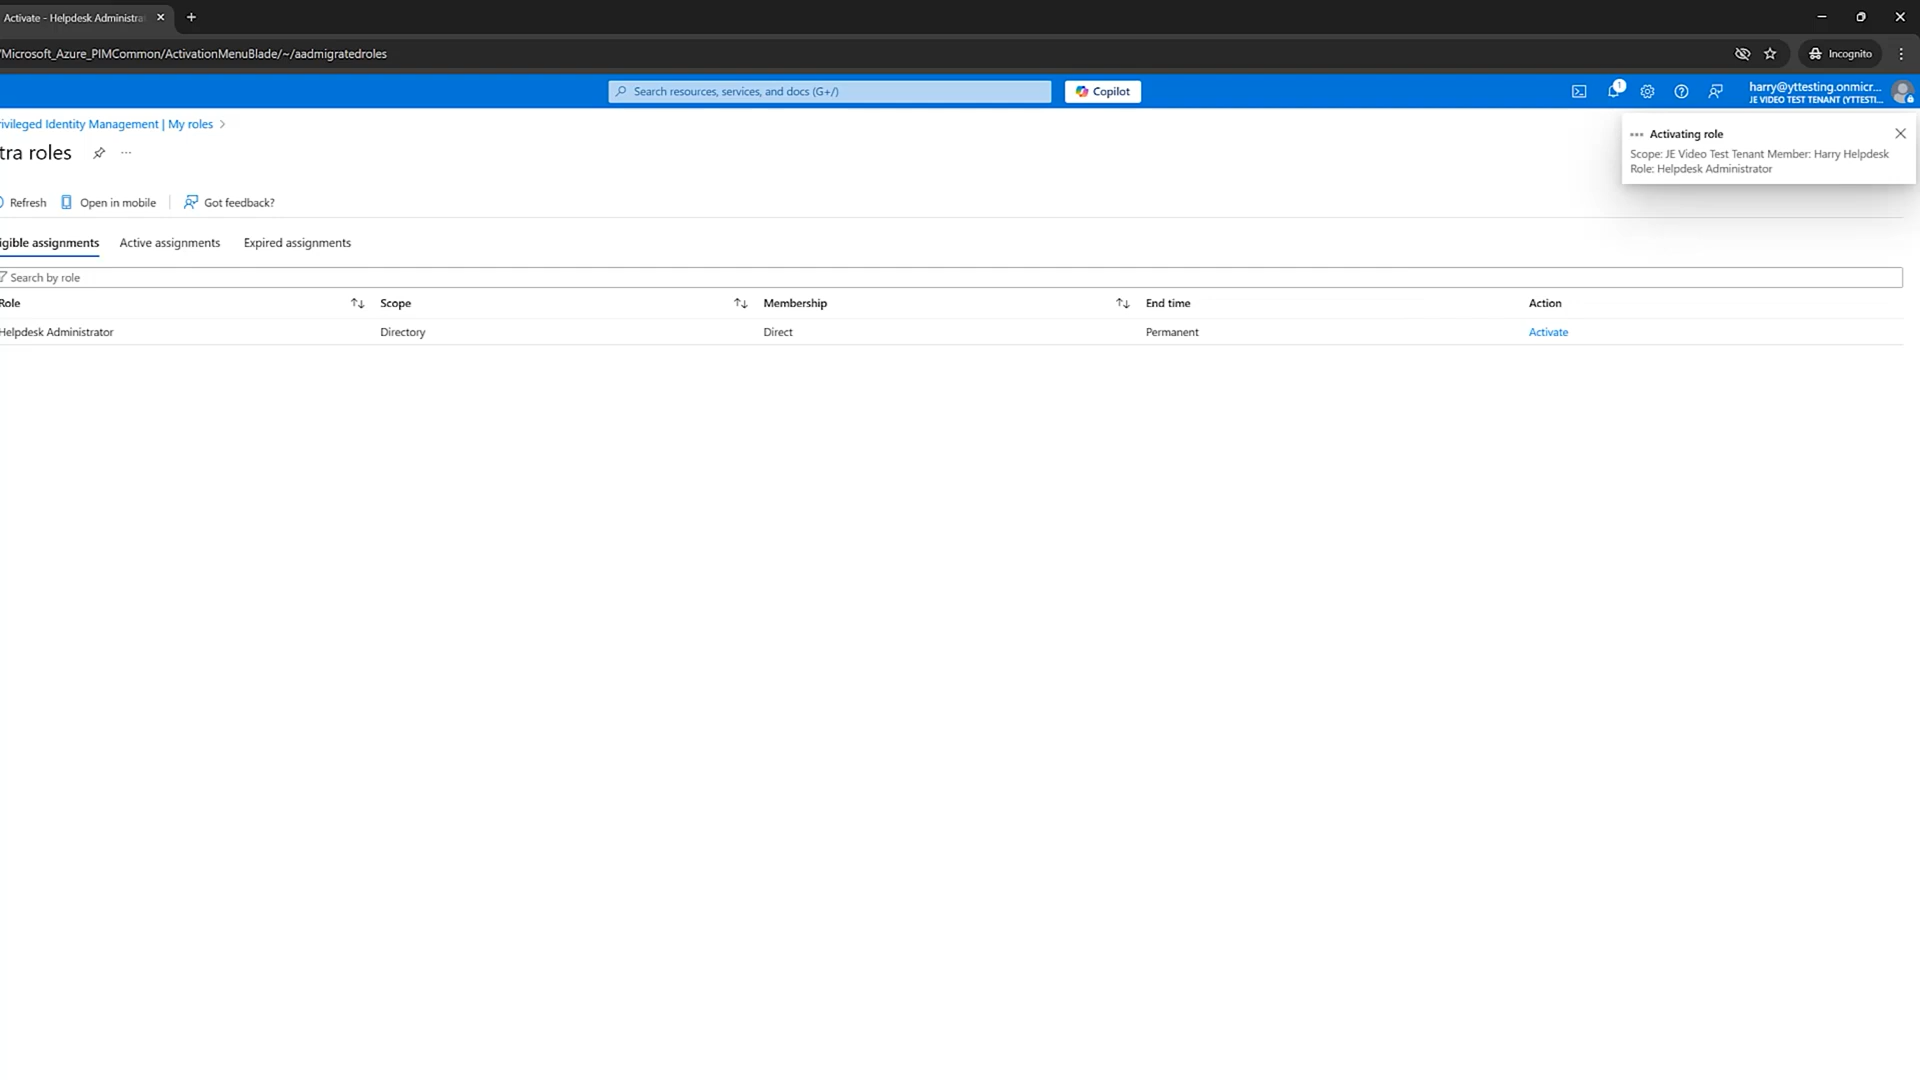 Activate - Helpdesk Administra
/Microsoft_Azure_PIMCommon/ActivationMenuBlade/~/aadmigratedroles
Incognito
Search resources, services, and docs (G+/)
Copilot
1
harry@yttesting.onmicr...
JE VIDEO TEST TENANT (YTTESTI...
ivileged Identity Management | My roles
tra roles
Activating role
Scope: JE Video Test Tenant Member: Harry Helpdesk
Role: Helpdesk Administrator
Refresh
Open in mobile
Got feedback?
igible assignments
Active assignments
Expired assignments
Search by role
Role
Scope
Membership
End time
Action
Helpdesk Administrator
Directory
Direct
Permanent
Activate